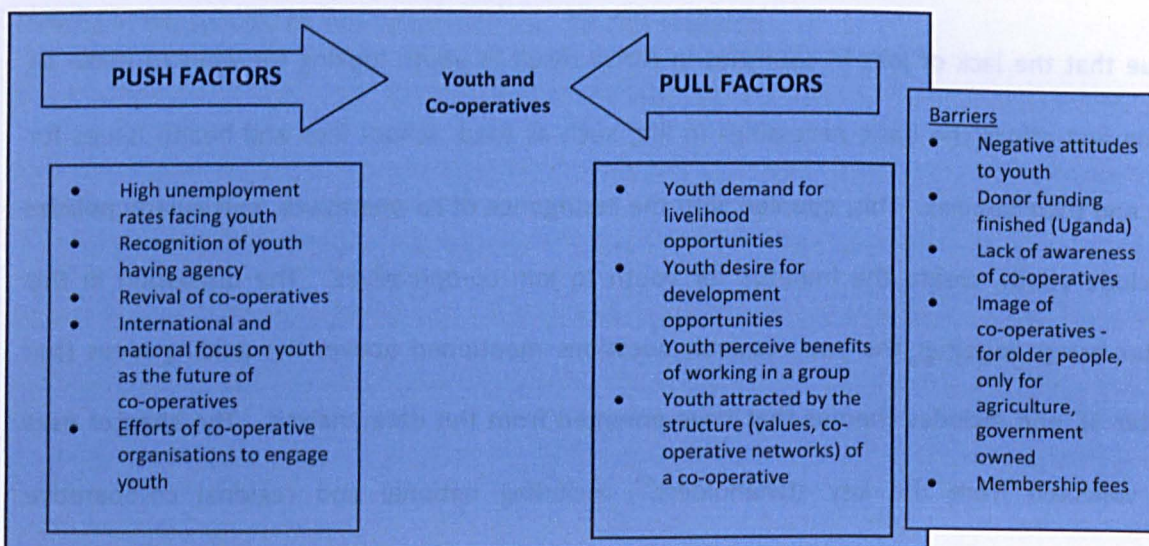 that the lack of
PUSH FACTORS
Youth and
Co-operatives
PULL FACTORS
• High unemployment
rates facing youth
• Recognition of youth
having agency
• Revival of co-operatives
• International and
national focus on youth
as the future of
co-operatives
• Efforts of co-operative
organisations to engage
youth
• Youth demand for
livelihood
opportunities
• Youth desire for
development
opportunities
• Youth perceive benefits
of working in a group
• Youth attracted by the
structure (values, co-
operative networks) of
a co-operative
Barriers
• Negative attitudes
to youth
• Donor funding
finished (Uganda)
• Lack of awareness
of co-operatives
• Image of
co-operatives -
for older people,
only for
agriculture,
government
owned
• Membership fees